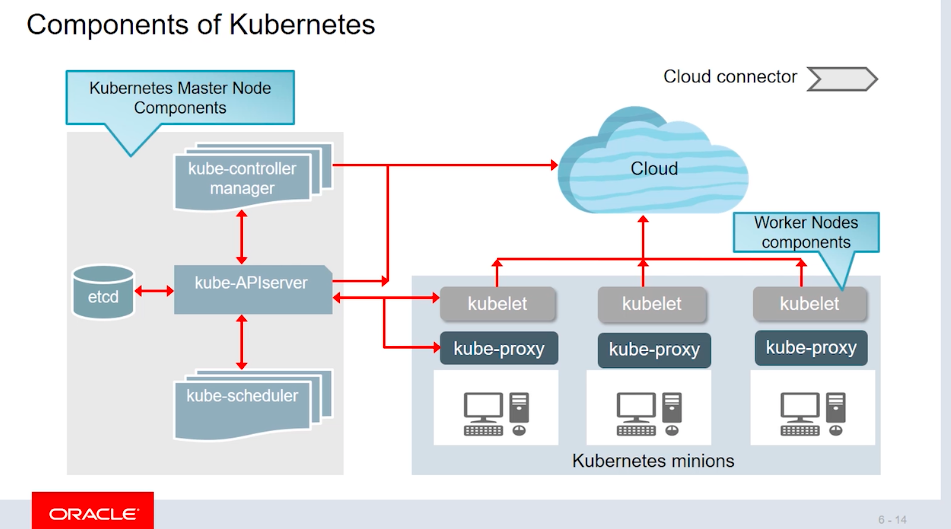 Components of Kubernetes
Kubernetes Master Node
Components
Cloud connector
kube-controller
manager
Cloud
Worker Nodes
components
etcd
kube-APIserver
kubelet
kubelet
kubelet
kube-proxy
kube-proxy
kube-proxy
kube-scheduler
Kubernetes minions
ORACLE
6 - 14